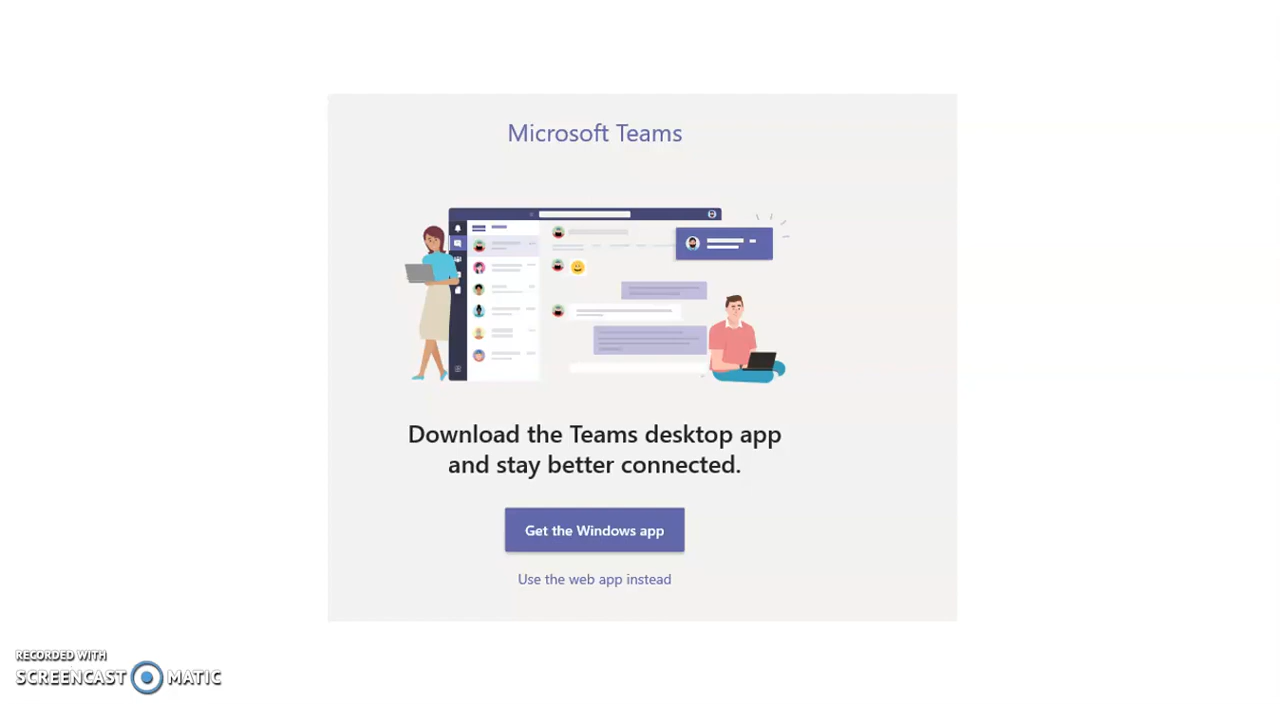 Microsoft Teams
Download the Teams desktop app
and stay better connected.
Get the Windows app
Use the web app instead
RECORDED WITH
SCREENCAST MATIC